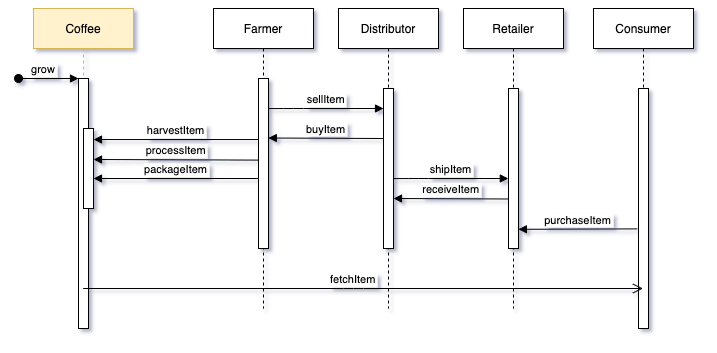 Coffee
Farmer
Distributor
Retailer
Consumer
grow
sellItem
buyItem
harvestItem
processItem
packageItem
shipItem
receiveItem
purchaseItem
fetchItem